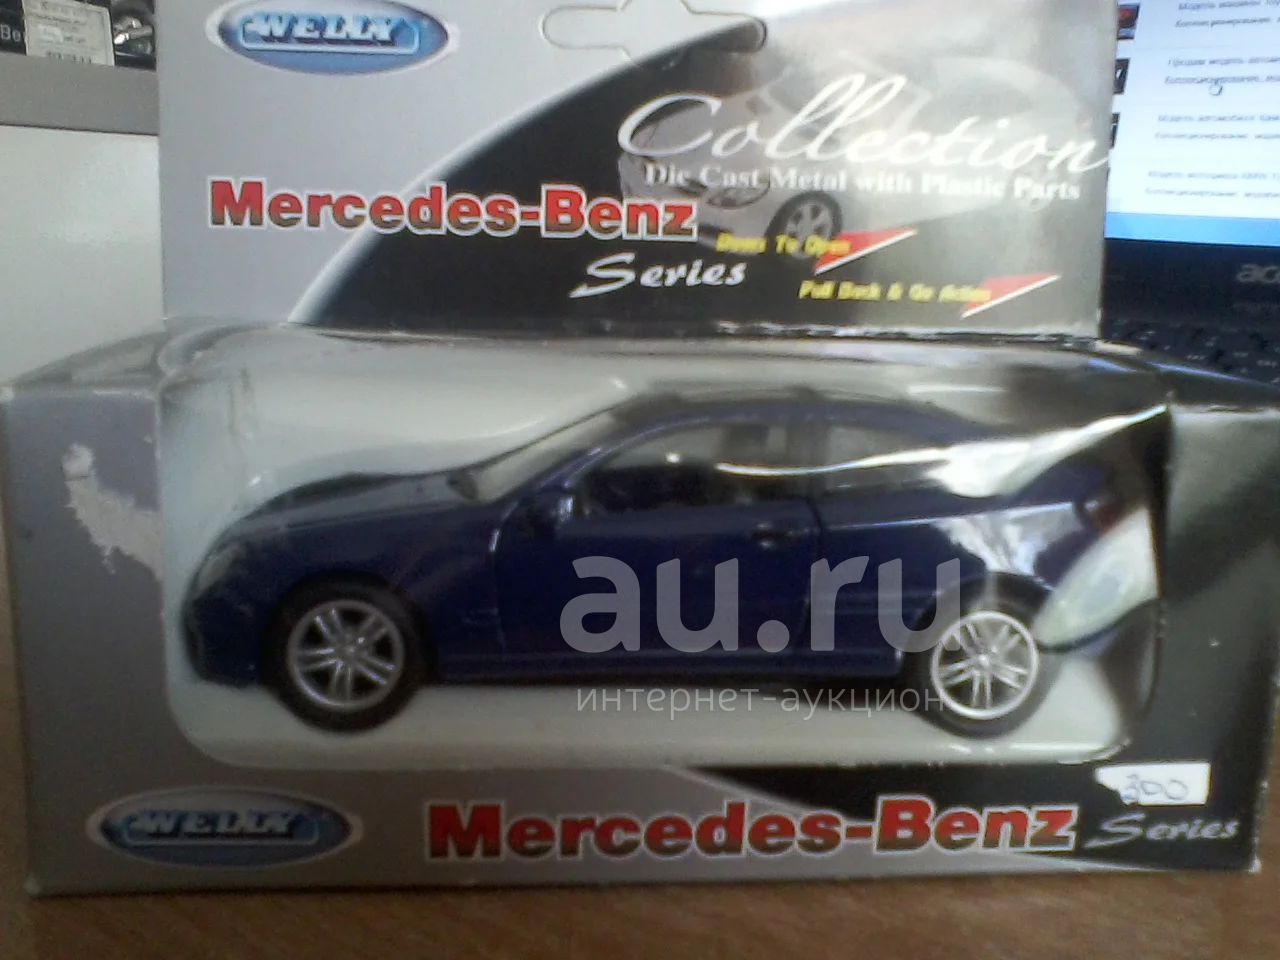 WELLY
Collection
Die Cast Metal with Plastic Parts
Mercedes-Benz
Series
Doors To Open
Pull Back & Go Action
au.ru
интернет-аукцион
300
WELLY
Mercedes-Benz
Series